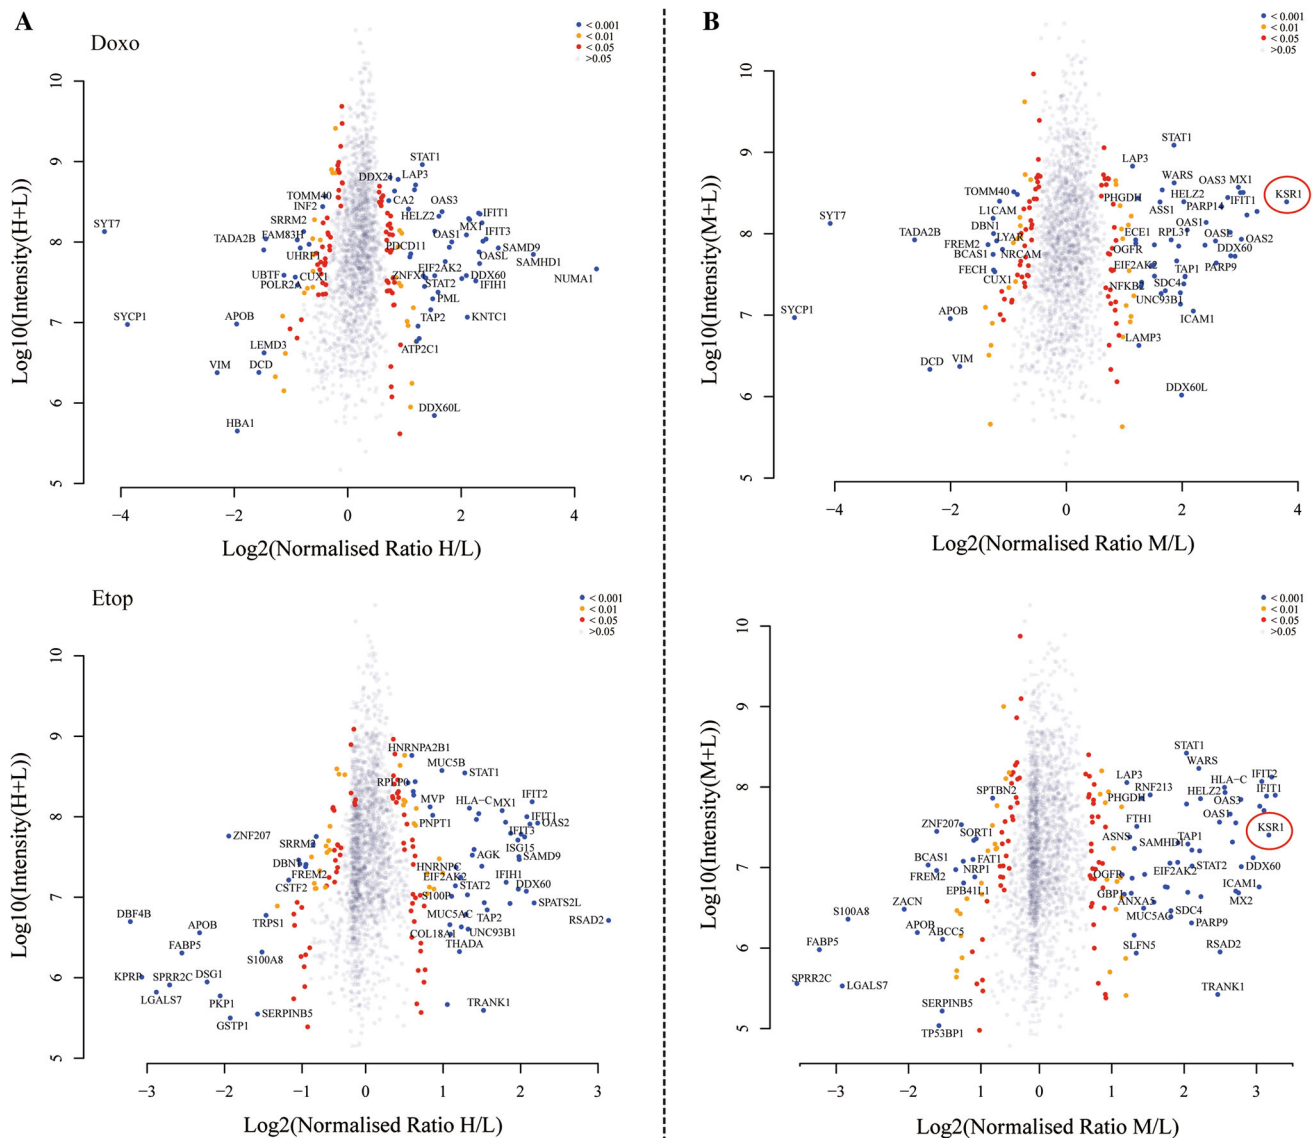 A
Doxo
< 0.001
< 0.01
< 0.05
>0.05
Log10(Intensity(H+L))
10
9
8
7
6
5
STAT1
DDX21
LAP3
TOMM40
CA2
OAS3
INF2
HELZ2
IFIT1
SYT7
SRRM2
MX1
TADA2B
FAM83H
OAS1
IFIT3
PDCD11
SAMD9
UHRF1
OASL
SAMHD1
UBTF
CUX1
ZNFX1
EIF2AK2
DDX60
NUMA1
POLR2A
STAT2
IFIH1
PML
SYCP1
APOB
TAP2
KNTC1
LEMD3
ATP2C1
VIM
DCD
DDX60L
HBA1
−4
−2
0
2
4
Log2(Normalised Ratio H/L)
B
< 0.001
< 0.01
< 0.05
>0.05
Log10(Intensity(M+L))
10
9
8
7
6
5
STAT1
LAP3
WARS
OAS3
MX1
TOMM40
PHGDH
HELZ2
IFIT1
KSR1
L1CAM
ASS1
PARP14
SYT7
DBN1
OAS1
TADA2B
LYAR
ECE1
RPL31
OASL
OAS2
FREM2
OGFR
DDX60
BCAS1
NRCAM
FECH
EIF2AK2
TAP1
PARP9
CUX1
NFKB2
SDC4
UNC93B1
SYCP1
APOB
ICAM1
LAMP3
DCD
VIM
DDX60L
−4
−2
0
2
4
Log2(Normalised Ratio M/L)
Etop
< 0.001
< 0.01
< 0.05
>0.05
Log10(Intensity(H+L))
10
9
8
7
6
5
HNRNPA2B1
MUC5B
STAT1
RPLP0
MVP
HLA−C
MX1
IFIT2
IFIT1
ZNF207
PNPT1
OAS2
SRRM2
IFIT3
ISG15
DBN1
AGK
SAMD9
FREM2
HNRNPC
EIF2AK2
IFIH1
CSTF2
STAT2
DDX60
S100P
SPATS2L
DBF4B
TRPS1
MUC5AC
TAP2
RSAD2
APOB
COL18A1
UNC93B1
FABP5
S100A8
THADA
KPRP
SPRR2C
DSG1
LGALS7
PKP1
GSTP1
SERPINB5
TRANK1
−3
−2
−1
0
1
2
3
Log2(Normalised Ratio H/L)
< 0.001
< 0.01
< 0.05
>0.05
Log10(Intensity(M+L))
10
9
8
7
6
5
STAT1
WARS
LAP3
RNF213
HLA−C
IFIT2
SPTBN2
PHGDH
HELZ2
OAS3
IFIT1
ZNF207
FTH1
OAS1
KSR1
SORT1
ASNS
SAMHD1
TAP1
BCAS1
FAT1
STAT2
DDX60
FREM2
NRP1
OGFR
EIF2AK2
EPB41L1
GBP1
ICAM1
ZACN
ANXA5
MX2
S100A8
SDC4
APOB
MUC5AC
PARP9
FABP5
ABCC5
SLFN5
RSAD2
SPRR2C
LGALS7
TRANK1
SERPINB5
TP53BP1
−3
−2
−1
0
1
2
3
Log2(Normalised Ratio M/L)